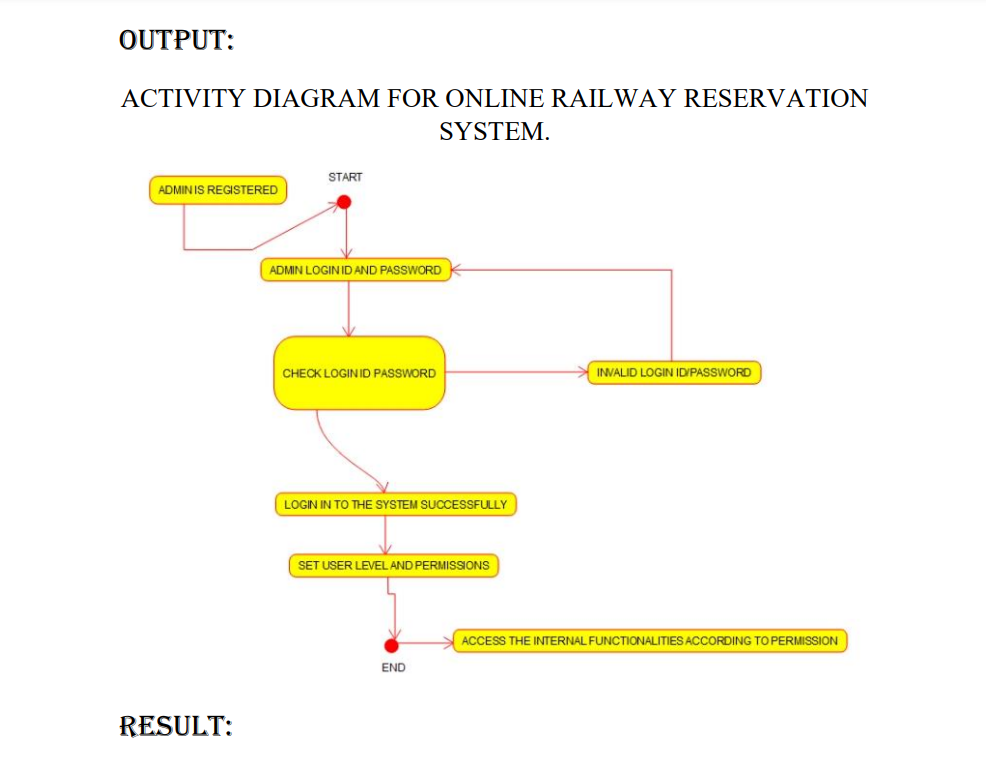 OUTPUT:
ACTIVITY DIAGRAM FOR ONLINE RAILWAY RESERVATION
SYSTEM.
START
ADMIN IS REGISTERED
ADMIN LOGIN ID AND PASSWORD
CHECK LOGIN ID PASSWORD
INVALID LOGIN ID/PASSWORD
LOGIN IN TO THE SYSTEM SUCCESSFULLY
SET USER LEVEL AND PERMISSIONS
ACCESS THE INTERNAL FUNCTIONALITIES ACCORDING TO PERMISSION
END
RESULT: